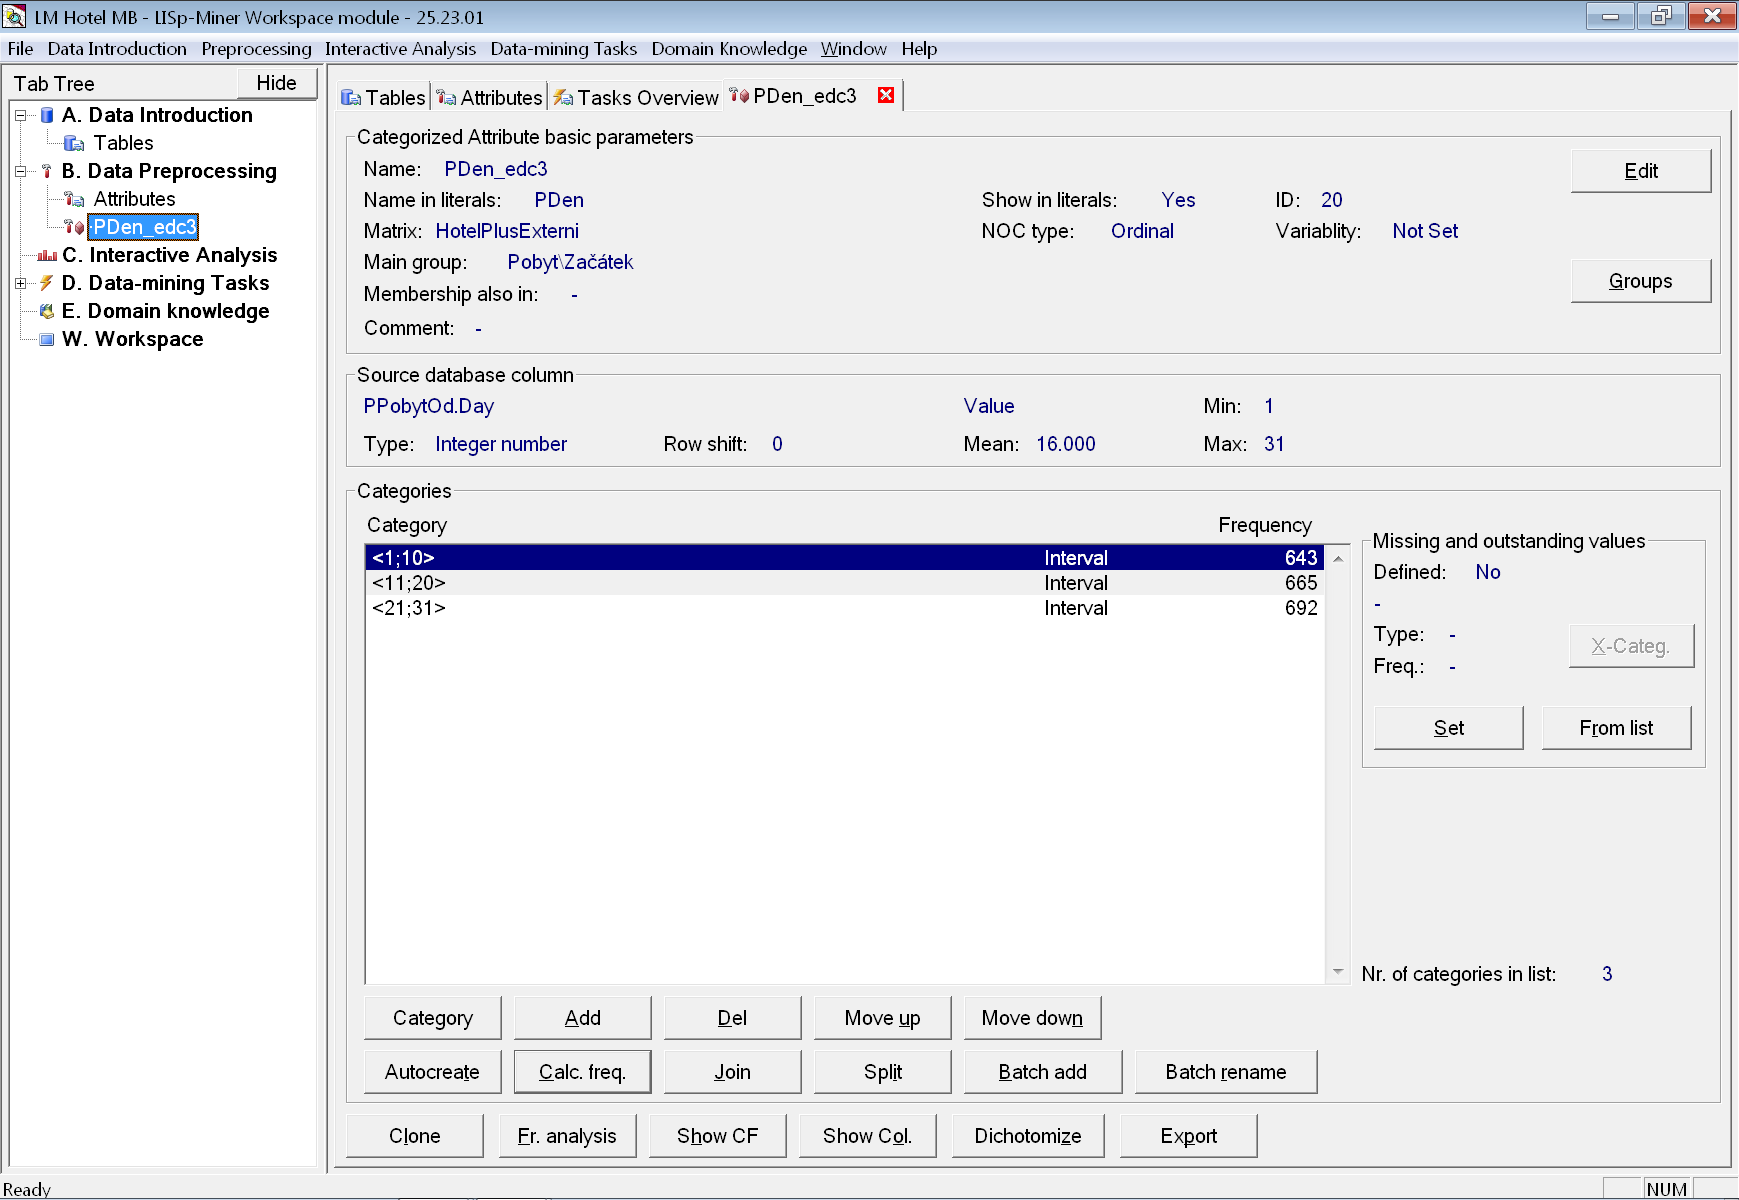 LM Hotel MB - LISp-Miner Workspace module - 25.23.01
File Data Introduction Preprocessing Interactive Analysis Data-mining Tasks Domain Knowledge Window Help
Tab Tree Hide
A. Data Introduction
Tables
B. Data Preprocessing
Attributes
PDen_edc3
C. Interactive Analysis
D. Data-mining Tasks
E. Domain knowledge
W. Workspace
Tables Attributes Tasks Overview PDen_edc3
Categorized Attribute basic parameters
Name: PDen_edc3
Edit
Name in literals: PDen Show in literals: Yes ID: 20
Matrix: HotelPlusExterni NOC type: Ordinal Variablity: Not Set
Main group: Pobyt\Začátek
Groups
Membership also in: -
Comment: -
Source database column
PPobytOd.Day Value Min: 1
Type: Integer number Row shift: 0 Mean: 16.000 Max: 31
Categories
Category Frequency
<1;10> Interval 643
<11;20> Interval 665
<21;31> Interval 692
Missing and outstanding values
Defined: No
-
Type: -
X-Categ.
Freq.: -
Set From list
Nr. of categories in list: 3
Category Add Del Move up Move down
Autocreate Calc. freq. Join Split Batch add Batch rename
Clone Fr. analysis Show CF Show Col. Dichotomize Export
Ready NUM